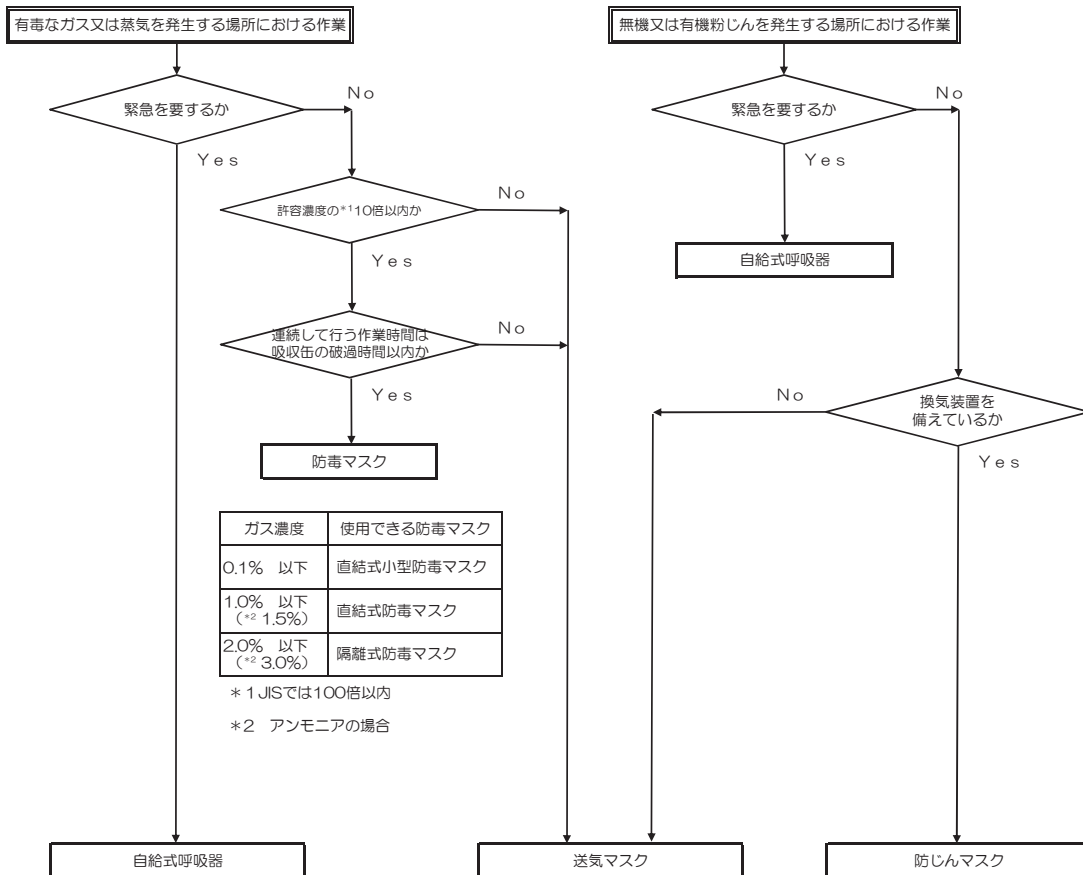 有毒なガス又は蒸気を発生する場所における作業
緊急を要するか
No
Yes
許容濃度の*¹10倍以内か
No
Yes
連続して行う作業時間は
吸収缶の破過時間以内か
No
Yes
防毒マスク
ガス濃度 使用できる防毒マスク
0.1% 以下 直結式小型防毒マスク
1.0% 以下
(*² 1.5%) 直結式防毒マスク
2.0% 以下
(*² 3.0%) 隔離式防毒マスク
*1 JISでは100倍以内
*2 アンモニアの場合
無機又は有機粉じんを発生する場所における作業
緊急を要するか
No
Yes
自給式呼吸器
換気装置を
備えているか
No
Yes
自給式呼吸器
送気マスク
防じんマスク